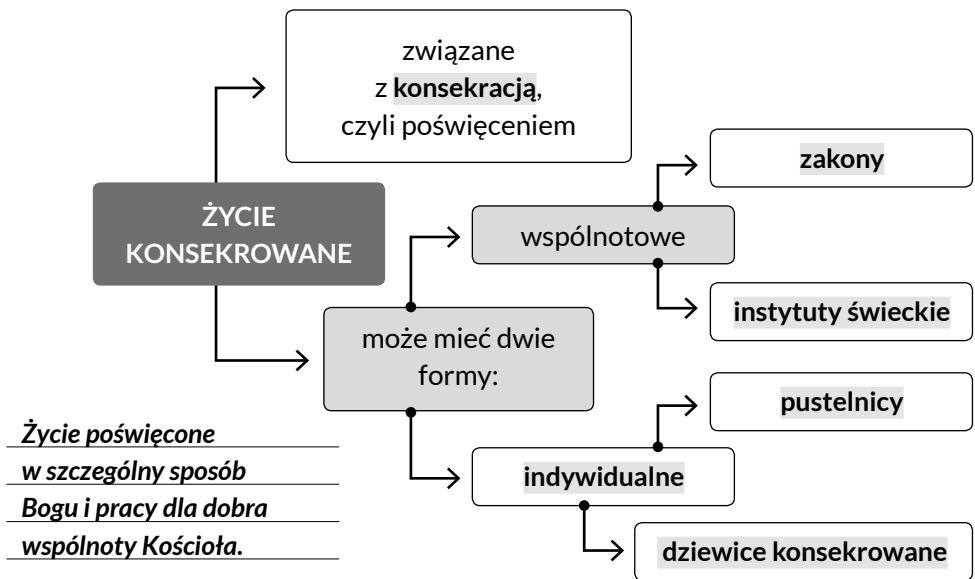 związane
z konsekracją,
czyli poświęceniem
ŻYCIE
KONSEKROWANE
zakony
wspólnotowe
instytuty świeckie
może mieć dwie
formy:
pustelnicy
indywidualne
dziewice konsekrowane
Życie poświęcone
w szczególny sposób
Bogu i pracy dla dobra
wspólnoty Kościoła.